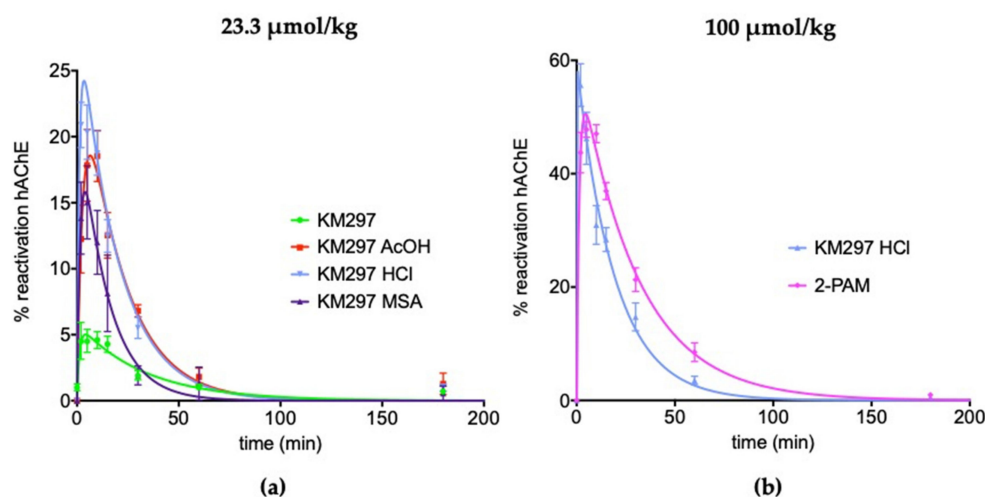 23.3 μmol/kg
% reactivation hAChE
25
20
15
10
5
0
0
50
100
150
200
time (min)
KM297
KM297 AcOH
KM297 HCl
KM297 MSA
(a)
100 μmol/kg
% reactivation hAChE
60
40
20
0
0
50
100
150
200
time (min)
KM297 HCl
2-PAM
(b)